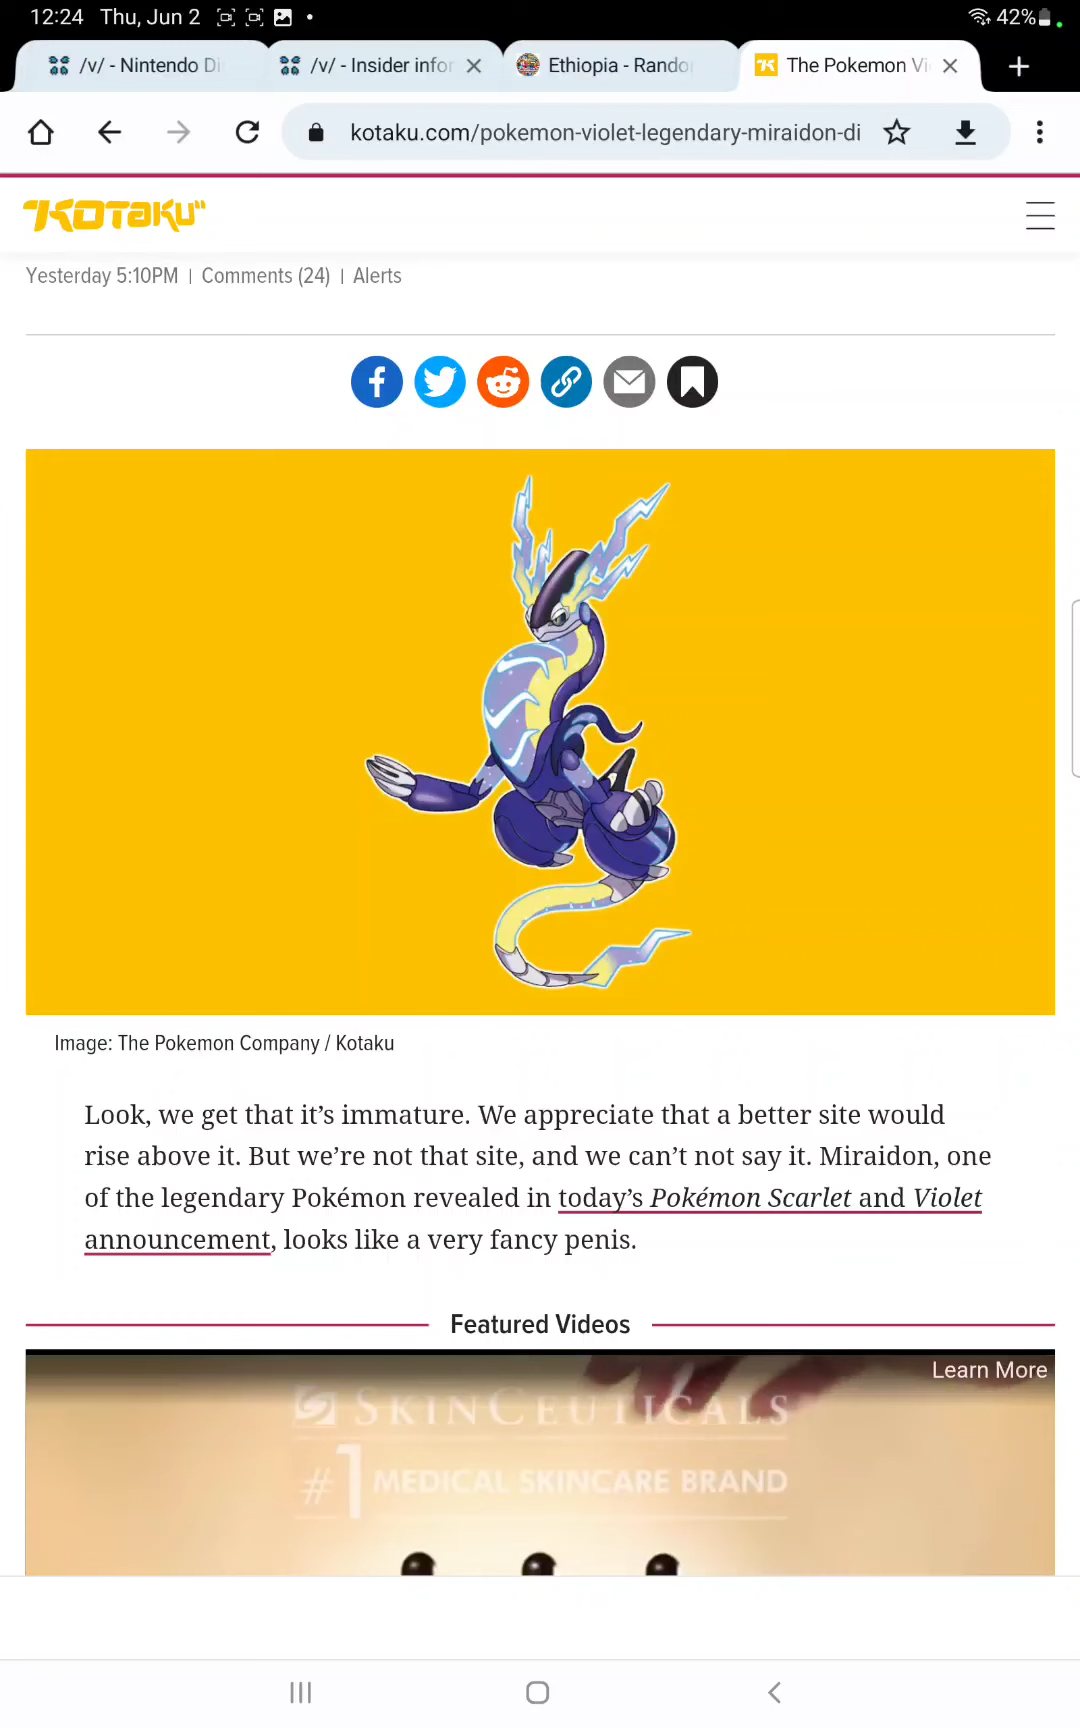 12:24 Thu, Jun 2
42%
/v/ - Nintendo Di
/v/ - Insider infor
Ethiopia - Rando
The Pokemon Vi
kotaku.com/pokemon-violet-legendary-miraidon-di
"KOTAKU"
Yesterday 5:10PM | Comments (24) | Alerts
Image: The Pokemon Company / Kotaku
Look, we get that it’s immature. We appreciate that a better site would
rise above it. But we’re not that site, and we can’t not say it. Miraidon, one
of the legendary Pokémon revealed in today’s Pokémon Scarlet and Violet
announcement, looks like a very fancy penis.
Featured Videos
Learn More
SKINCEUTICALS
#1 MEDICAL SKINCARE BRAND